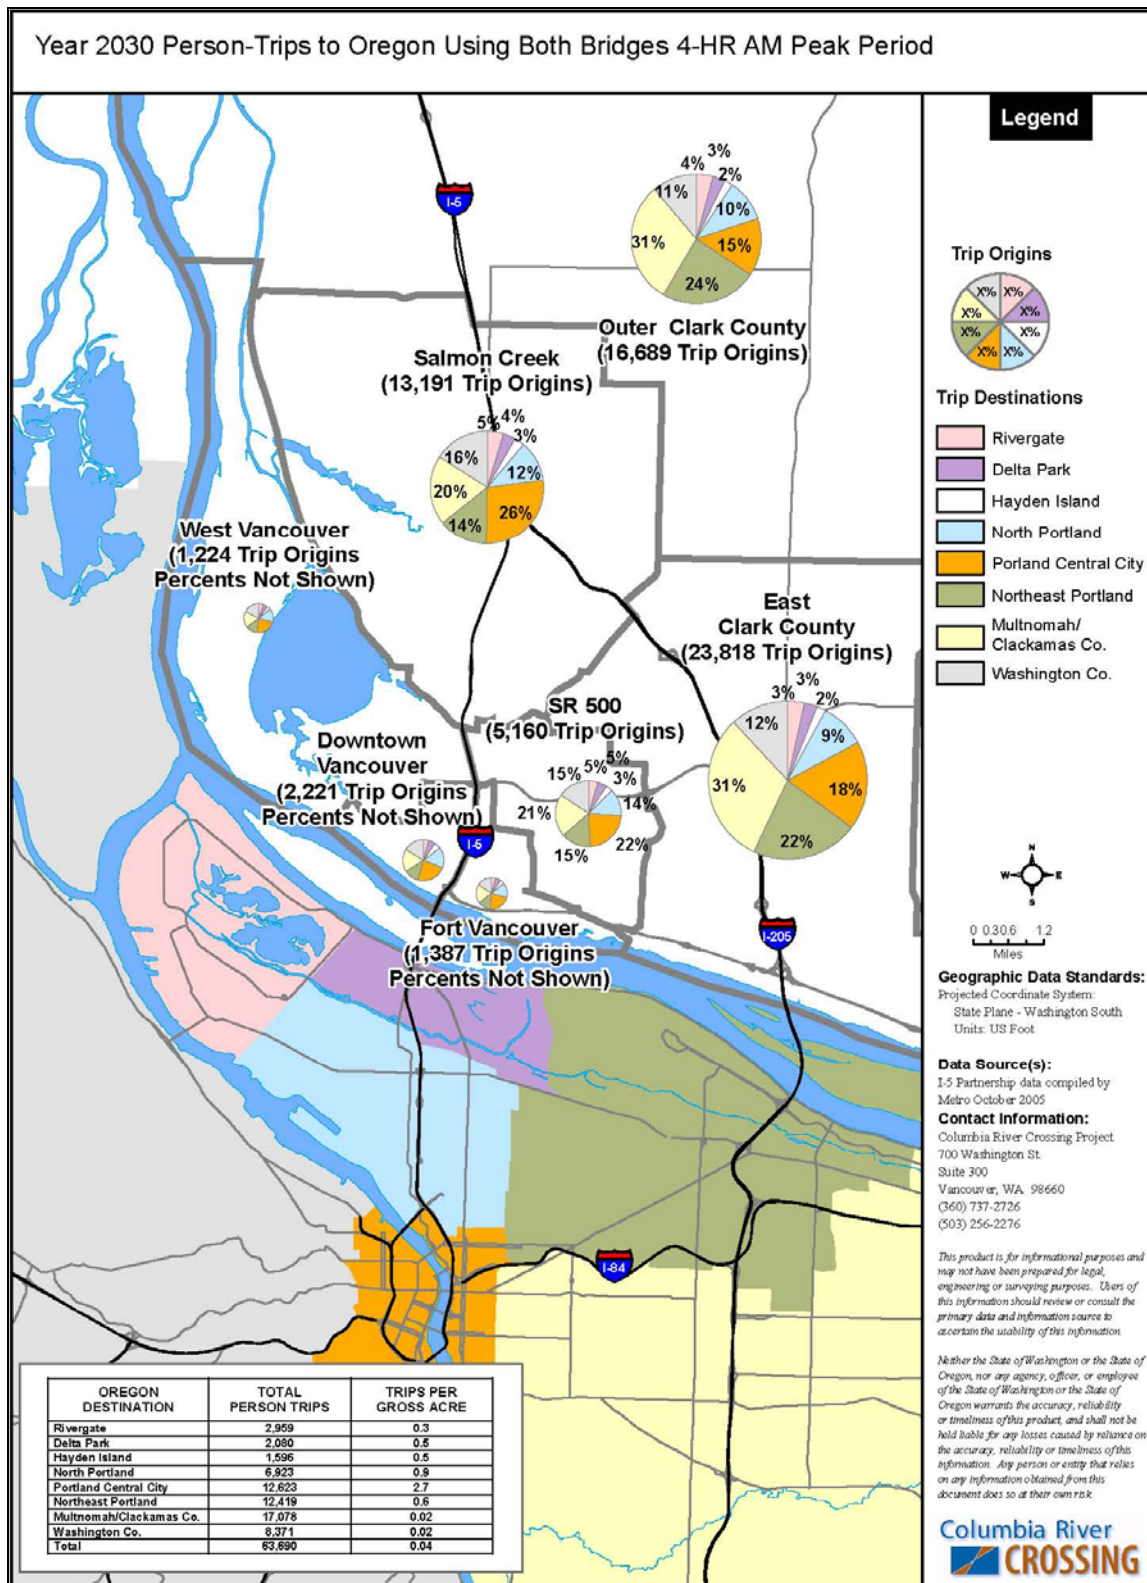 Year 2030 Person-Trips to Oregon Using Both Bridges 4-HR AM Peak Period
Legend
I-5
3%
4%
2%
11%
10%
31%
15%
24%
Outer Clark County
(16,689 Trip Origins)
Salmon Creek
(13,191 Trip Origins)
5%
4%
3%
16%
12%
20%
26%
14%
West Vancouver
(1,224 Trip Origins
Percents Not Shown)
East
Clark County
(23,818 Trip Origins)
3%
3%
2%
12%
9%
31%
18%
22%
SR 500
(5,160 Trip Origins)
5%
15%
5%
3%
14%
21%
22%
15%
Downtown
Vancouver
(2,221 Trip Origins
Percents Not Shown)
I-5
Fort Vancouver
(1,387 Trip Origins
Percents Not Shown)
I-205
I-84
Trip Origins
X% X%
X% X%
X% X%
X% X%
Trip Destinations
Rivergate
Delta Park
Hayden Island
North Portland
Porland Central City
Northeast Portland
Multnomah/
Clackamas Co.
Washington Co.
N
W E
S
0 0.30.6 1.2
Miles
Geographic Data Standards:
Projected Coordinate System:
State Plane - Washington South
Units: US Foot
Data Source(s):
I-5 Partnership data compiled by
Metro October 2005
Contact Information:
Columbia River Crossing Project
700 Washington St.
Suite 300
Vancouver, WA 98660
(360) 737-2726
(503) 256-2276
This product is for informational purposes and
may not have been prepared for legal,
engineering or surveying purposes. Users of
this information should review or consult the
primary data and information source to
ascertain the usability of this information.
Neither the State of Washington or the State of
Oregon, nor any agency, officer, or employee
of the State of Washington or the State of
Oregon warrants the accuracy, reliability
or timeliness of this product, and shall not be
held liable for any losses caused by reliance on
the accuracy, reliability or timeliness of this
information. Any person or entity that relies
on any information obtained from this
document does so at their own risk.
Columbia River
CROSSING
OREGON DESTINATION TOTAL PERSON TRIPS TRIPS PER GROSS ACRE
Rivergate 2,959 0.3
Delta Park 2,080 0.5
Hayden Island 1,596 0.5
North Portland 6,923 0.9
Portland Central City 12,623 2.7
Northeast Portland 12,419 0.6
Multnomah/Clackamas Co. 17,078 0.02
Washington Co. 8,371 0.02
Total 63,690 0.04